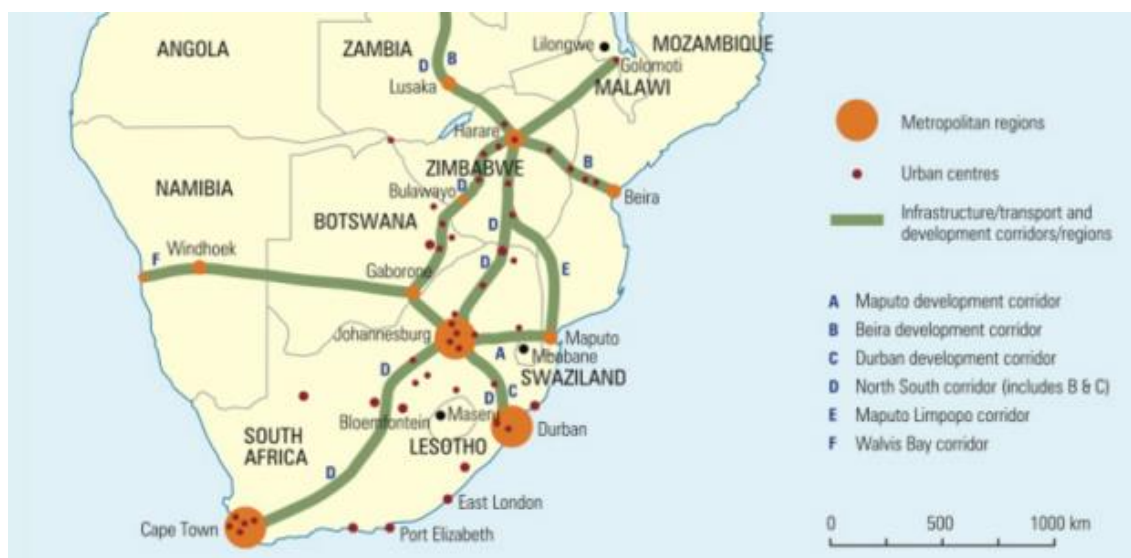 ANGOLA
ZAMBIA
Lilongwe
MOZAMBIQUE
D
B
Golomoti
Lusaka
MALAWI
Harare
ZIMBABWE
B
NAMIBIA
Bulawayo
D
Beira
BOTSWANA
D
Windhoek
F
Gaborone
D
E
Johannesburg
Maputo
A
Mbabane
SWAZILAND
D
D
C
Bloemfontein
Maseru
Durban
SOUTH
AFRICA
LESOTHO
D
East London
Cape Town
Port Elizabeth
Metropolitan regions
Urban centres
Infrastructure/transport and
development corridors/regions
A Maputo development corridor
B Beira development corridor
C Durban development corridor
D North South corridor (includes B & C)
E Maputo Limpopo corridor
F Walvis Bay corridor
0 500 1000 km